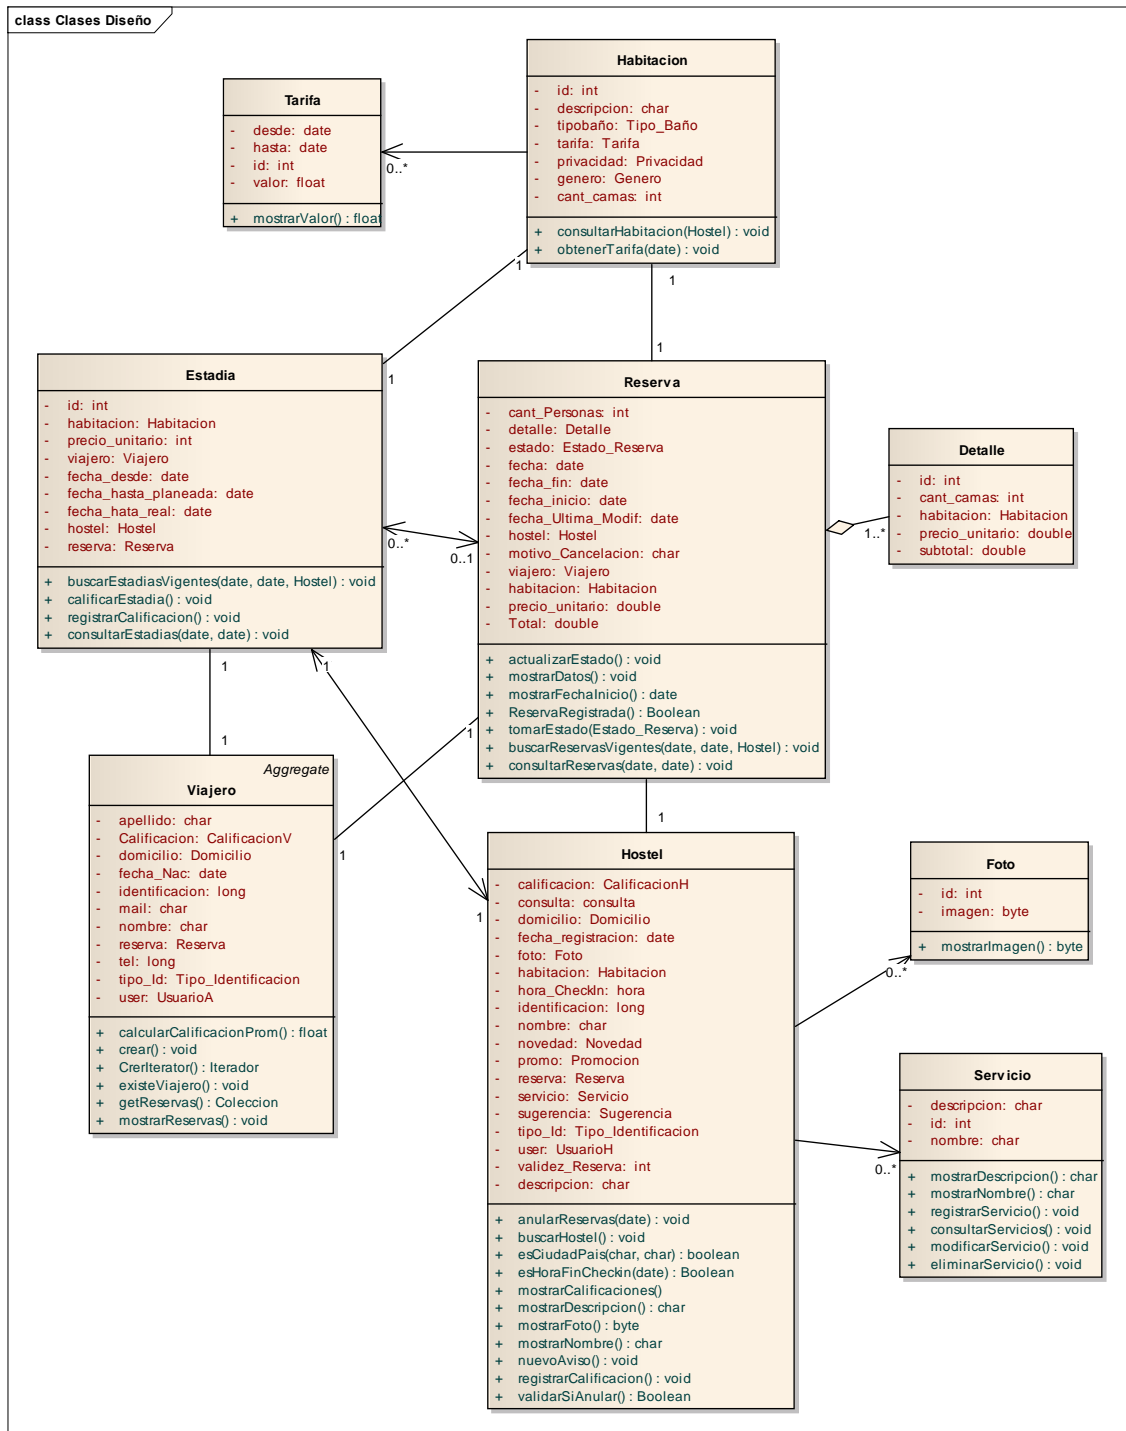 class Clases Diseño
Habitacion
- id: int
- descripcion: char
- tipobaño: Tipo_Baño
- tarifa: Tarifa
- privacidad: Privacidad
- genero: Genero
- cant_camas: int
+ consultarHabitacion(Hostel) : void
+ obtenerTarifa(date) : void
Tarifa
- desde: date
- hasta: date
- id: int
- valor: float
+ mostrarValor() : float
0..*
1
1
1
1
Estadia
- id: int
- habitacion: Habitacion
- precio_unitario: int
- viajero: Viajero
- fecha_desde: date
- fecha_hasta_planeada: date
- fecha_hata_real: date
- hostel: Hostel
- reserva: Reserva
+ buscarEstadiasVigentes(date, date, Hostel) : void
+ calificarEstadia() : void
+ registrarCalificacion() : void
+ consultarEstadias(date, date) : void
Reserva
- cant_Personas: int
- detalle: Detalle
- estado: Estado_Reserva
- fecha: date
- fecha_fin: date
- fecha_inicio: date
- fecha_Ultima_Modif: date
- hostel: Hostel
- motivo_Cancelacion: char
- viajero: Viajero
- habitacion: Habitacion
- precio_unitario: double
- Total: double
+ actualizarEstado() : void
+ mostrarDatos() : void
+ mostrarFechaInicio() : date
+ ReservaRegistrada() : Boolean
+ tomarEstado(Estado_Reserva) : void
+ buscarReservasVigentes(date, date, Hostel) : void
+ consultarReservas(date, date) : void
Detalle
- id: int
- cant_camas: int
- habitacion: Habitacion
- precio_unitario: double
- subtotal: double
0..*
0..1
1..*
1
1
1
1
1
1
1
Aggregate
Viajero
- apellido: char
- Calificacion: CalificacionV
- domicilio: Domicilio
- fecha_Nac: date
- identificacion: long
- mail: char
- nombre: char
- reserva: Reserva
- tel: long
- tipo_Id: Tipo_Identificacion
- user: UsuarioA
+ calcularCalificacionProm() : float
+ crear() : void
+ CrerIterator() : Iterador
+ existeViajero() : void
+ getReservas() : Coleccion
+ mostrarReservas() : void
Hostel
- calificacion: CalificacionH
- consulta: consulta
- domicilio: Domicilio
- fecha_registracion: date
- foto: Foto
- habitacion: Habitacion
- hora_CheckIn: hora
- identificacion: long
- nombre: char
- novedad: Novedad
- promo: Promocion
- reserva: Reserva
- servicio: Servicio
- sugerencia: Sugerencia
- tipo_Id: Tipo_Identificacion
- user: UsuarioH
- validez_Reserva: int
- descripcion: char
+ anularReservas(date) : void
+ buscarHostel() : void
+ esCiudadPais(char, char) : boolean
+ esHoraFinCheckin(date) : Boolean
+ mostrarCalificaciones()
+ mostrarDescripcion() : char
+ mostrarFoto() : byte
+ mostrarNombre() : char
+ nuevoAviso() : void
+ registrarCalificacion() : void
+ validarSiAnular() : Boolean
Foto
- id: int
- imagen: byte
+ mostrarImagen() : byte
0..*
Servicio
- descripcion: char
- id: int
- nombre: char
+ mostrarDescripcion() : char
+ mostrarNombre() : char
+ registrarServicio() : void
+ consultarServicios() : void
+ modificarServicio() : void
+ eliminarServicio() : void
0..*